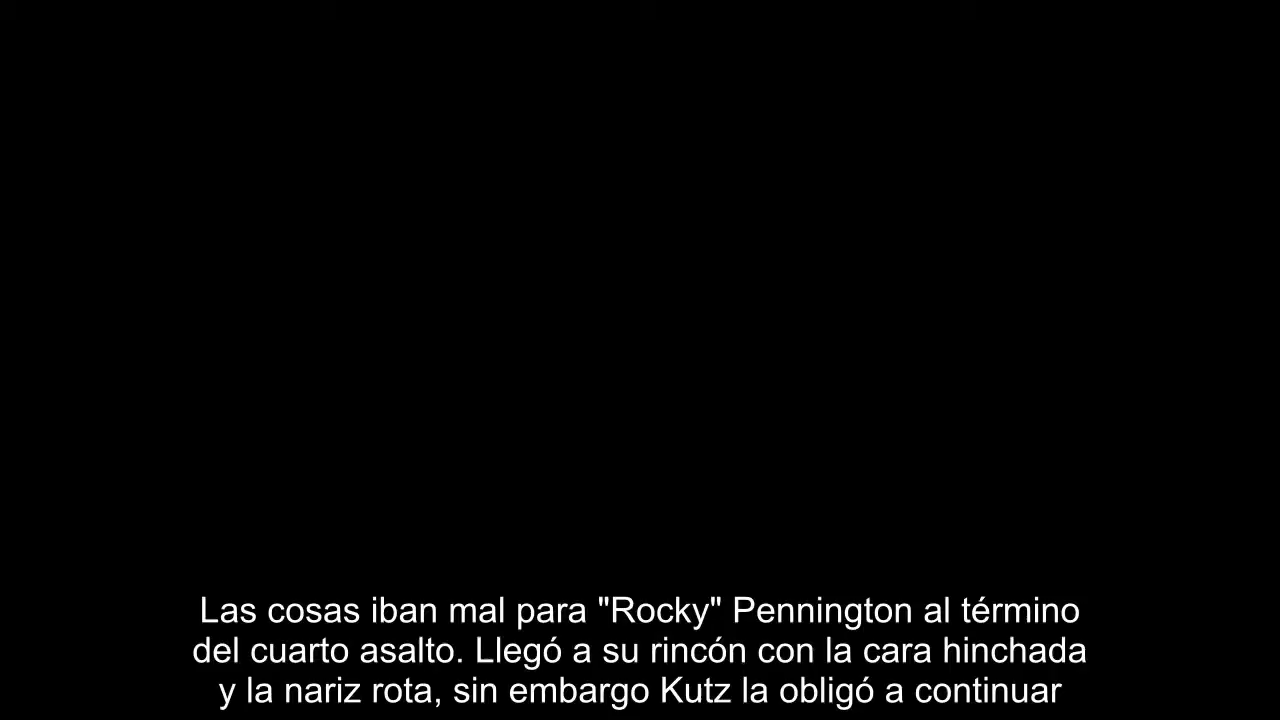 Las cosas iban mal para "Rocky" Pennington al término
del cuarto asalto. Llegó a su rincón con la cara hinchada
y la nariz rota, sin embargo Kutz la obligó a continuar